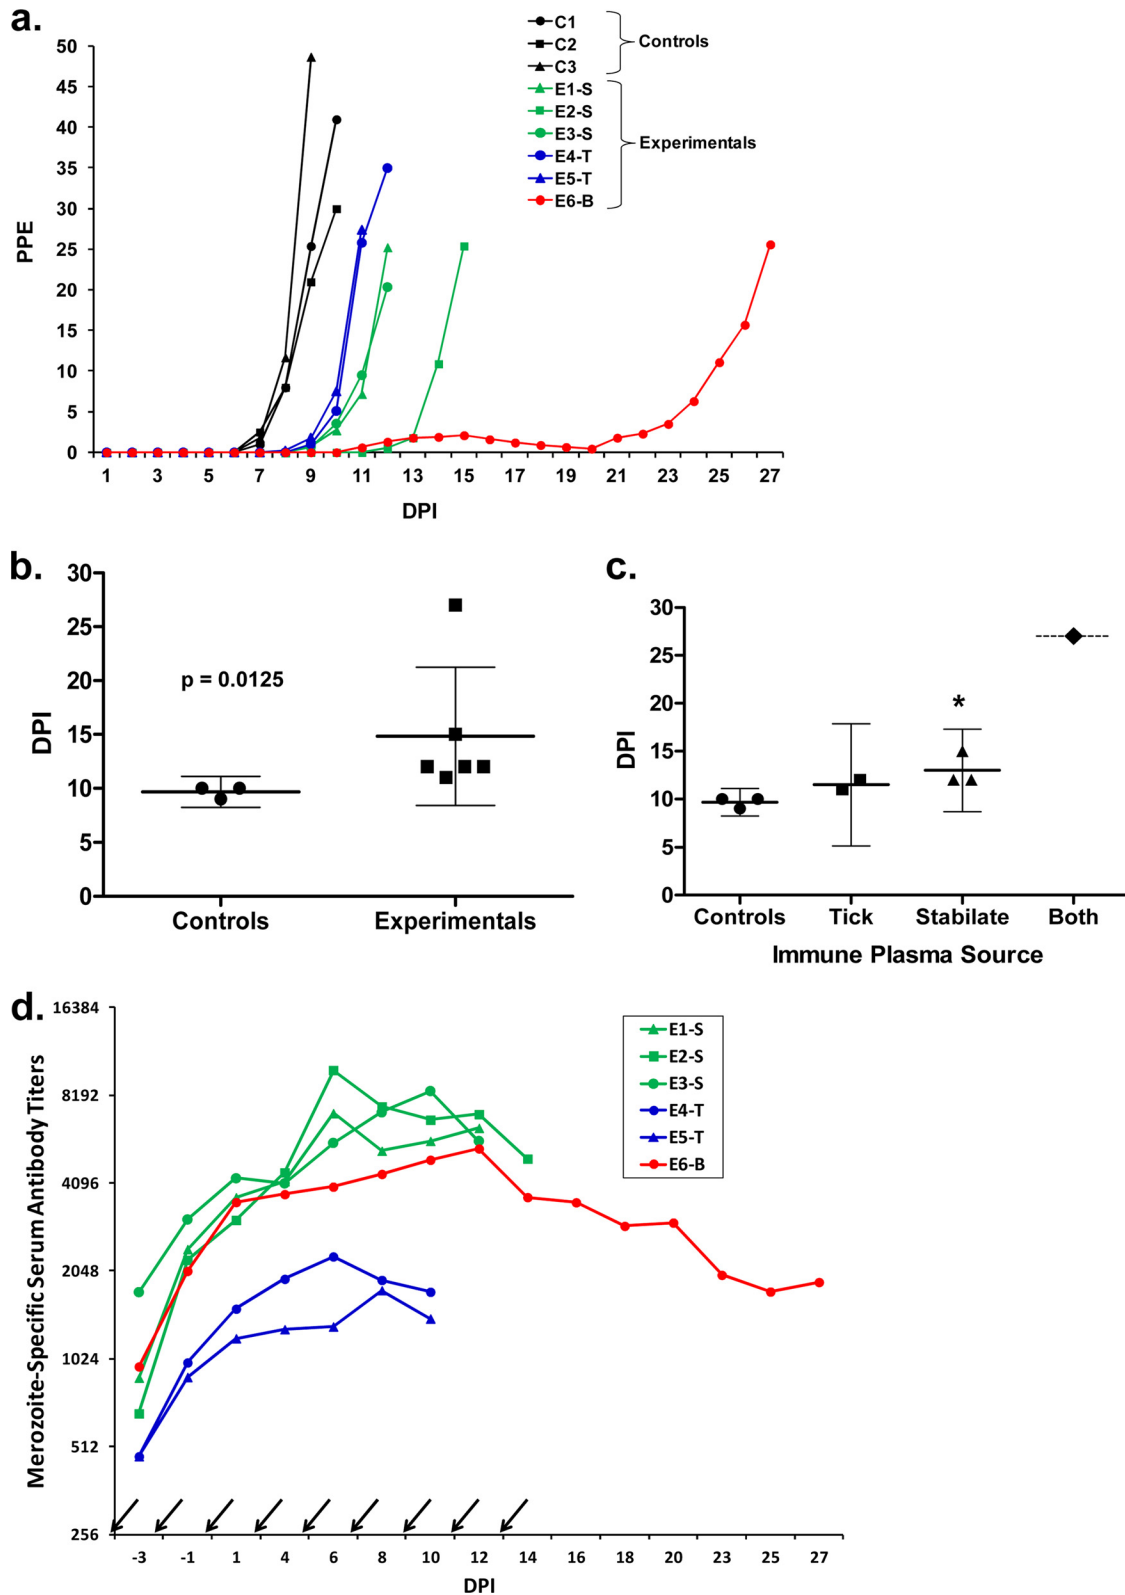 a.
C1
C2
C3
Controls
E1-S
E2-S
E3-S
E4-T
E5-T
E6-B
Experimentals
50
45
40
35
30
25
20
15
10
5
0
PPE
1 3 5 7 9 11 13 15 17 19 21 23 25 27
DPI
b.
30
25
20
15
10
5
0
DPI
p = 0.0125
Controls Experimentals
c.
30
25
20
15
10
5
0
DPI
*
Controls Tick Stabilate Both
Immune Plasma Source
d.
16384
8192
4096
2048
1024
512
256
Merozoite-Specific Serum Antibody Titers
E1-S
E2-S
E3-S
E4-T
E5-T
E6-B
-3 -1 1 4 6 8 10 12 14 16 18 20 23 25 27
DPI